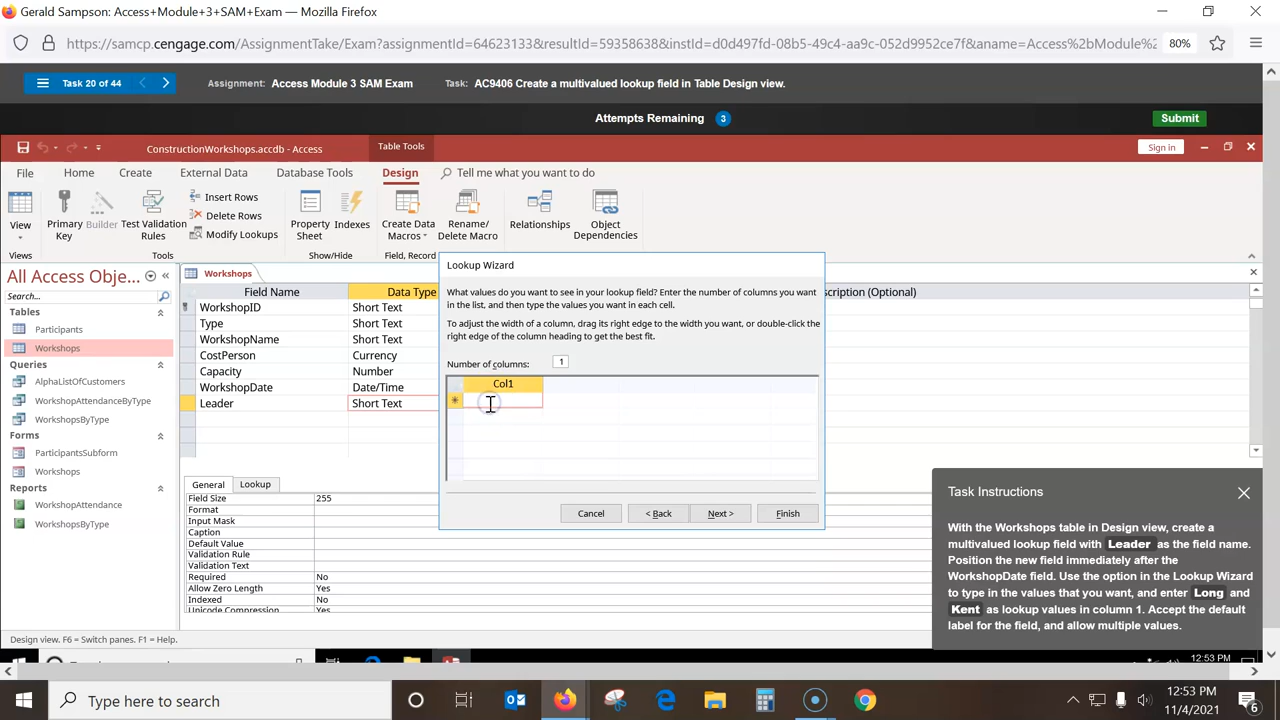 Gerald Sampson: Access+Module+3+SAM+Exam — Mozilla Firefox
https://samcp.cengage.com/AssignmentTake/Exam?assignmentId=64623133&multId=59358638&instId=d0d497fd-08b5-49c4-aa9c-052d9952ce7f&aname=Access%2bModule%
80%
Task 20 of 44
Assignment: Access Module 3 SAM Exam
Task: AC9406 Create a multivalued lookup field in Table Design view.
Attempts Remaining 3
Submit
ConstructionWorkshops.accdb - Access
Table Tools
Sign in
File Home Create External Data Database Tools Design Tell me what you want to do
View
Views
Primary Key
Builder
Test Validation Rules
Insert Rows
Delete Rows
Modify Lookups
Tools
Property Sheet
Indexes
Show/Hide
Create Data Macros
Rename/ Delete Macro
Field, Record
Relationships
Object Dependencies
All Access Obje...
Search...
Tables
Participants
Workshops
Queries
AlphaListOfCustomers
WorkshopAttendanceByType
WorkshopsByType
Forms
ParticipantsSubform
Workshops
Reports
WorkshopAttendance
WorkshopsByType
Workshops
Field Name Data Type scription (Optional)
WorkshopID Short Text
Type Short Text
WorkshopName Short Text
CostPerson Currency
Capacity Number
WorkshopDate Date/Time
Leader Short Text
General Lookup
Field Size 255
Format
Input Mask
Caption
Default Value
Validation Rule
Validation Text
Required No
Allow Zero Length Yes
Indexed No
Unicode Compression Yes
Lookup Wizard
What values do you want to see in your lookup field? Enter the number of columns you want
in the list, and then type the values you want in each cell.
To adjust the width of a column, drag its right edge to the width you want, or double-click the
right edge of the column heading to get the best fit.
Number of columns: 1
Col1
Cancel < Back Next > Finish
Task Instructions
With the Workshops table in Design view, create a
multivalued lookup field with Leader as the field name.
Position the new field immediately after the
WorkshopDate field. Use the option in the Lookup Wizard
to type in the values that you want, and enter Long and
Kent as lookup values in column 1. Accept the default
label for the field, and allow multiple values.
Design view. F6 = Switch panes. F1 = Help.
12:53 PM
Type here to search
12:53 PM
11/4/2021
6